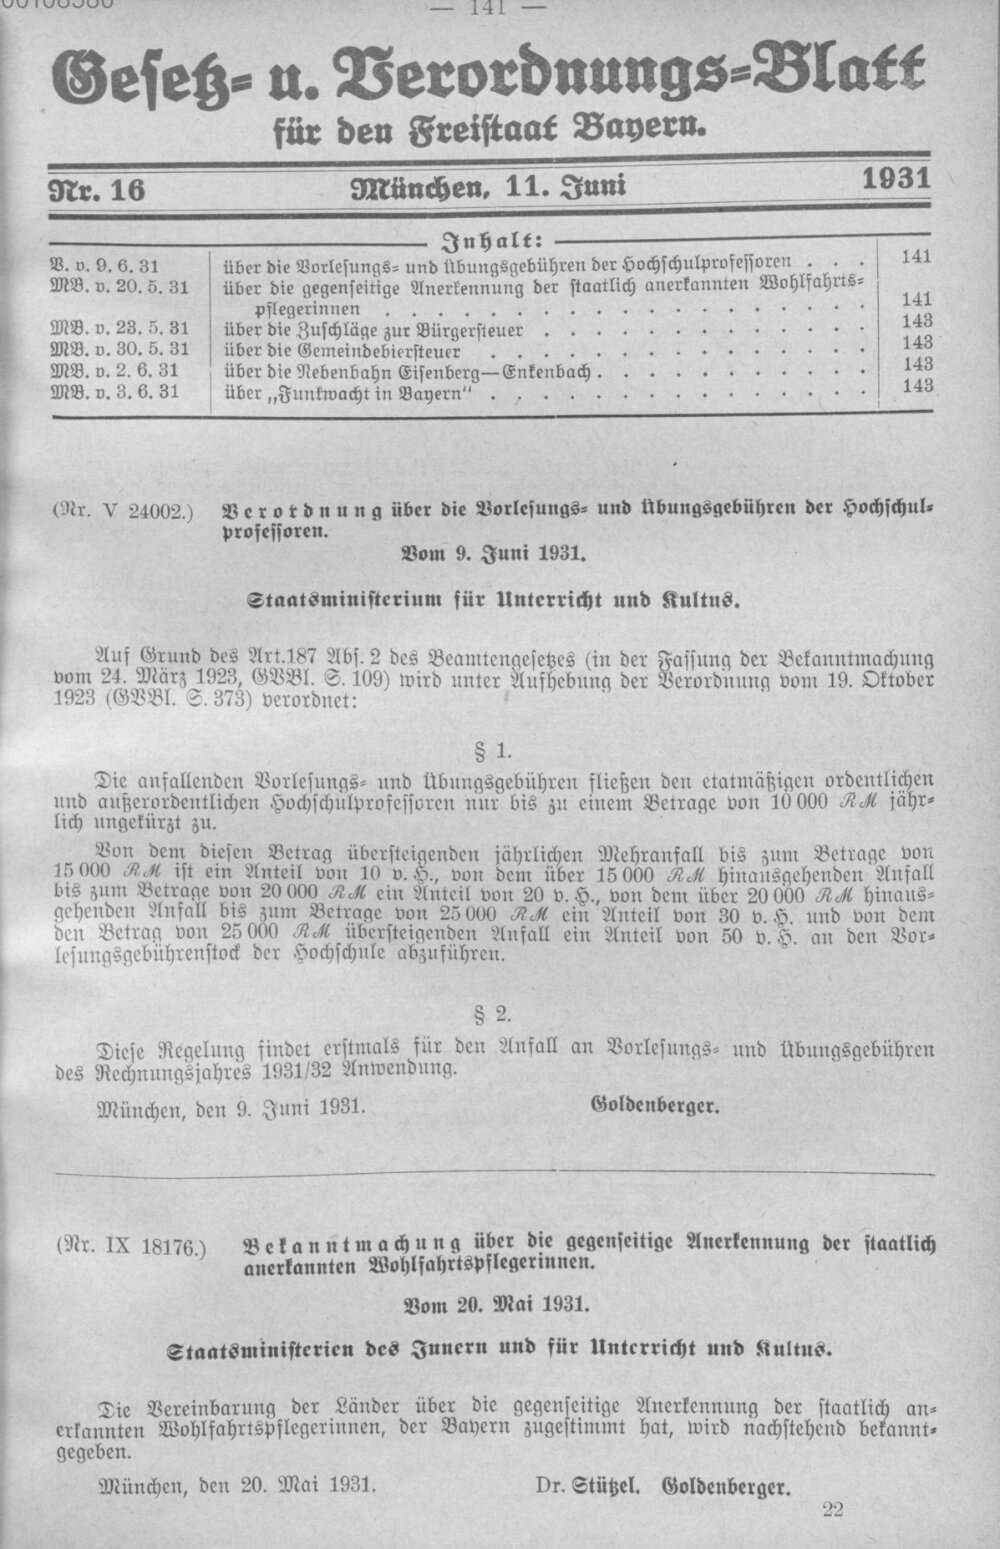 00108380
— 141 —
Gesetz- u. Verordnungs-Blatt
für den Freistaat Bayern.
Nr. 16 München, 11. Juni 1931
Inhalt:
V. v. 9. 6. 31 über die Vorlesungs- und Übungsgebühren der Hochschulprofessoren . . . 141
MB. v. 20. 5. 31 über die gegenseitige Anerkennung der staatlich anerkannten Wohlfahrts-
pflegerinnen . . . . . . . . . . . . . . . . . 141
MB. v. 23. 5. 31 über die Zuschläge zur Bürgersteuer . . . . . . . . . . . . . 143
MB. v. 30. 5. 31 über die Gemeindebiersteuer . . . . . . . . . . . . . . . 143
MB. v. 2. 6. 31 über die Nebenbahn Eisenberg—Enkenbach . . . . . . . . . . . 143
MB. v. 3. 6. 31 über „Funkwacht in Bayern“ . . . . . . . . . . . . . . . 143
(Nr. V 24002.) Verordnung über die Vorlesungs- und Übungsgebühren der Hochschul-
professoren.
Vom 9. Juni 1931.
Staatsministerium für Unterricht und Kultus.
Auf Grund des Art.187 Abs. 2 des Beamtengesetzes (in der Fassung der Bekanntmachung
vom 24. März 1923, GVBl. S. 109) wird unter Aufhebung der Verordnung vom 19. Oktober
1923 (GVBl. S. 373) verordnet:
§ 1.
Die anfallenden Vorlesungs- und Übungsgebühren fließen den etatmäßigen ordentlichen
und außerordentlichen Hochschulprofessoren nur bis zu einem Betrage von 10 000 RM jähr-
lich ungekürzt zu.
Von dem diesen Betrag übersteigenden jährlichen Mehranfall bis zum Betrage von
15 000 RM ist ein Anteil von 10 v. H., von dem über 15 000 RM hinausgehenden Anfall
bis zum Betrage von 20 000 RM ein Anteil von 20 v. H., von dem über 20 000 RM hinaus-
gehenden Anfall bis zum Betrage von 25 000 RM ein Anteil von 30 v. H. und von dem
den Betrag von 25 000 RM übersteigenden Anfall ein Anteil von 50 v. H. an den Vor-
lesungsgebührenstock der Hochschule abzuführen.
§ 2.
Diese Regelung findet erstmals für den Anfall an Vorlesungs- und Übungsgebühren
des Rechnungsjahres 1931/32 Anwendung.
München, den 9. Juni 1931. Goldenberger.
(Nr. IX 18176.) Bekanntmachung über die gegenseitige Anerkennung der staatlich
anerkannten Wohlfahrtspflegerinnen.
Vom 20. Mai 1931.
Staatsministerien des Innern und für Unterricht und Kultus.
Die Vereinbarung der Länder über die gegenseitige Anerkennung der staatlich an-
erkannten Wohlfahrtspflegerinnen, der Bayern zugestimmt hat, wird nachstehend bekannt-
gegeben.
München, den 20. Mai 1931. Dr. Stützel. Goldenberger.
22